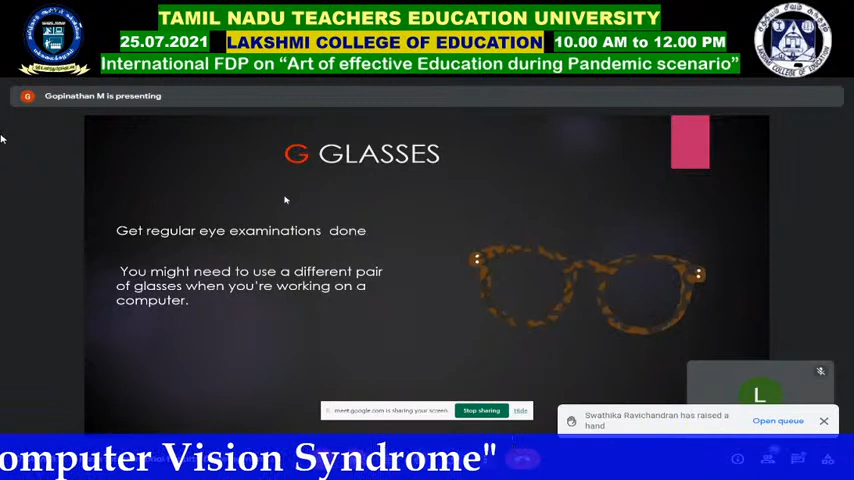 TAMIL NADU TEACHERS EDUCATION UNIVERSITY
25.07.2021 LAKSHMI COLLEGE OF EDUCATION 10.00 AM to 12.00 PM
International FDP on “Art of effective Education during Pandemic scenario”
G Gopinathan M is presenting
G GLASSES
Get regular eye examinations done
You might need to use a different pair
of glasses when you’re working on a
computer.
L
meet.google.com is sharing your screen. Stop sharing Hide
Swathika Ravichandran has raised a
hand
Open queue
omputer Vision Syndrome"